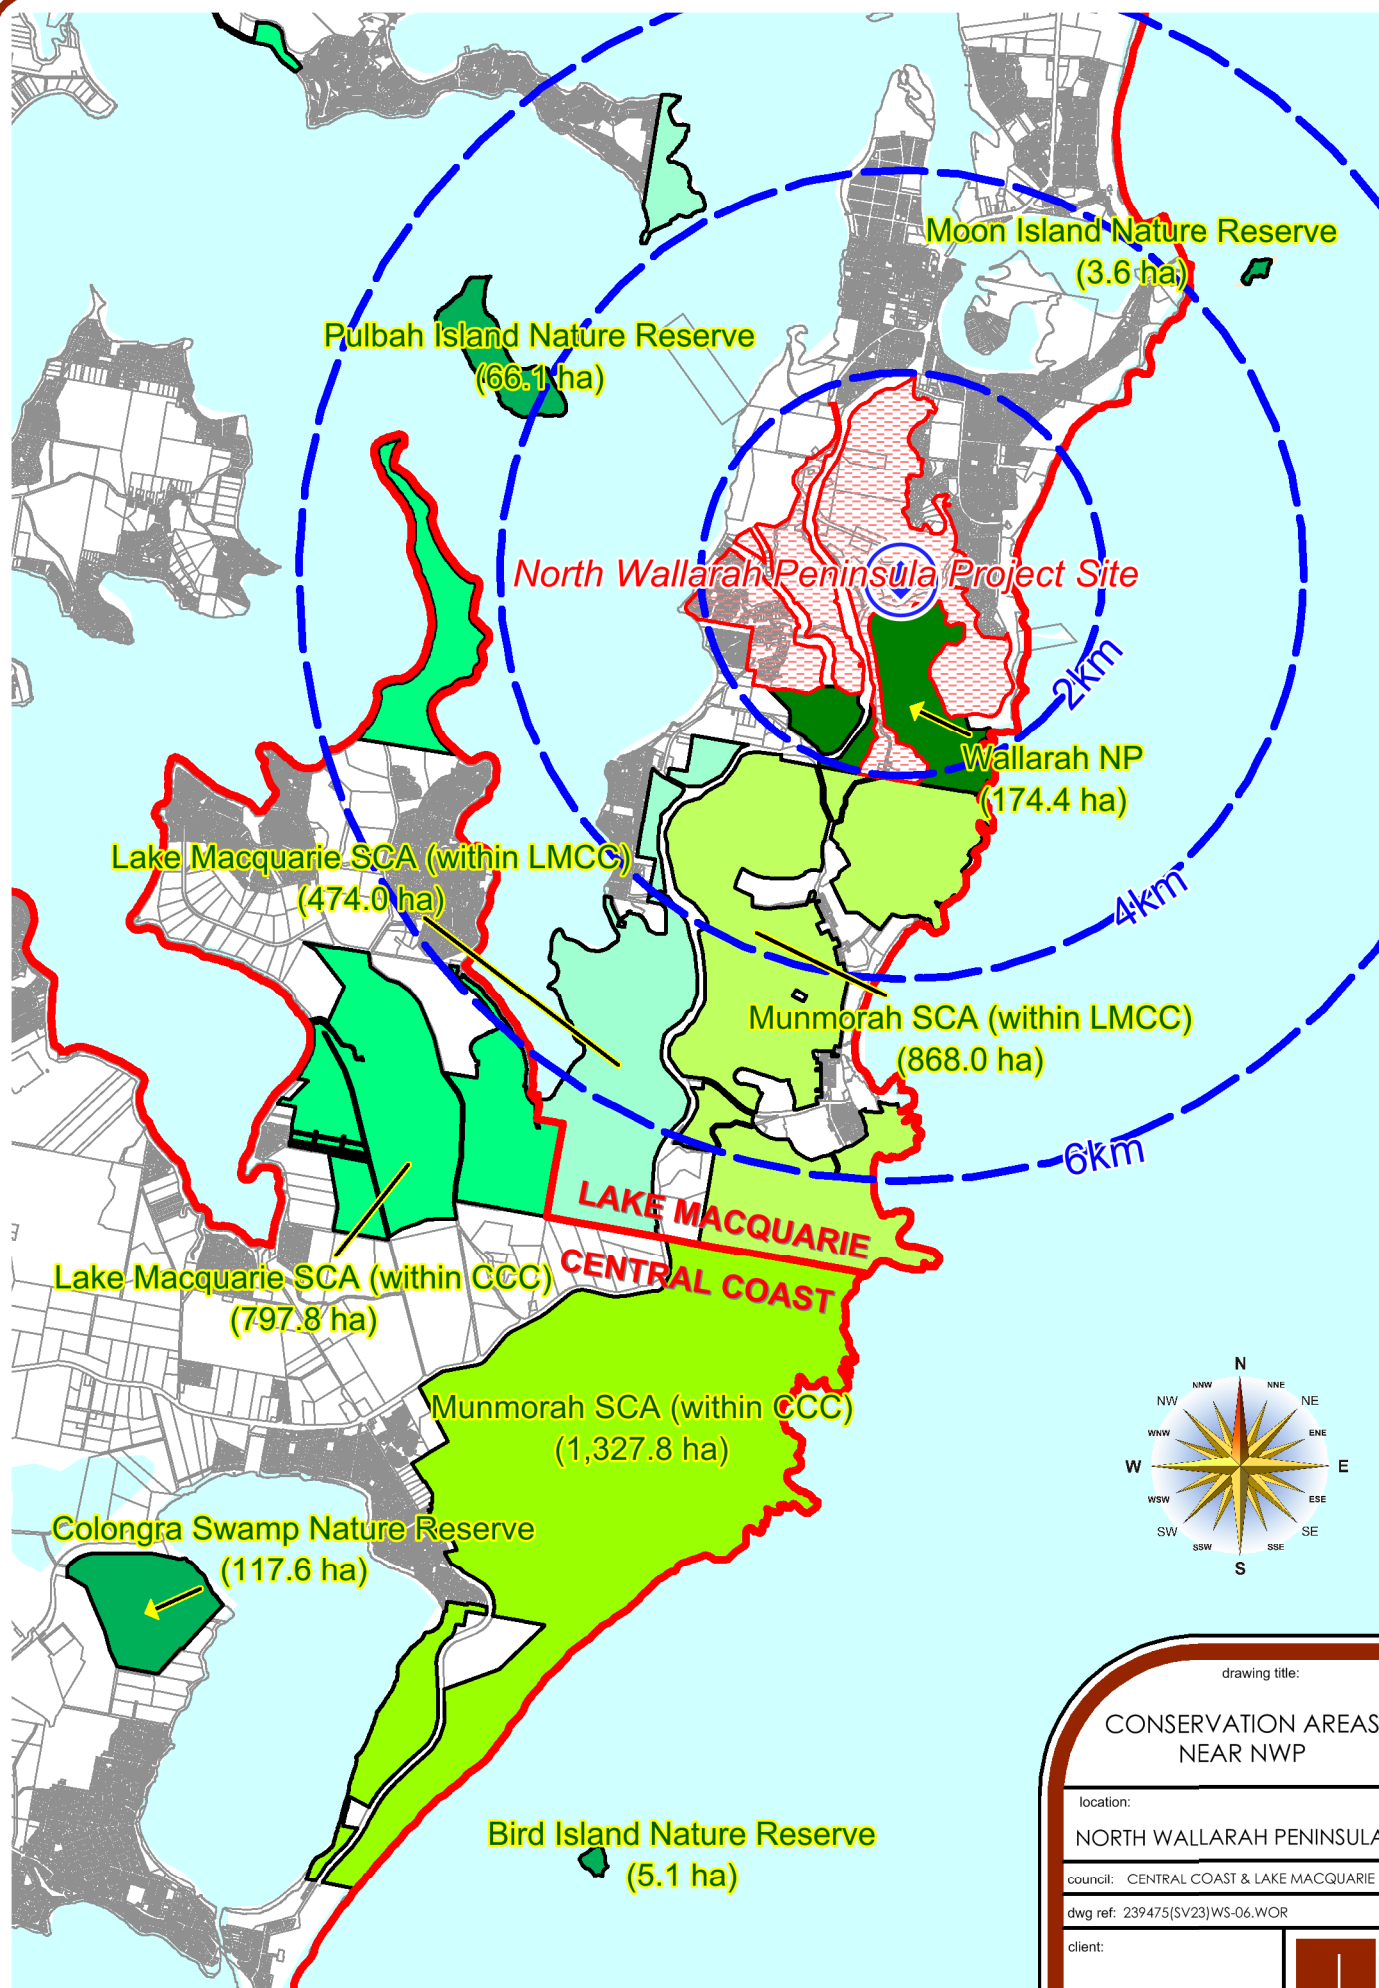 Moon Island Nature Reserve
(3.6 ha)
Pulbah Island Nature Reserve
(66.1 ha)
North Wallarah Peninsula Project Site
2km
Wallarah NP
(174.4 ha)
Lake Macquarie SCA (within LMCC)
(474.0 ha)
4km
Munmorah SCA (within LMCC)
(868.0 ha)
6km
LAKE MACQUARIE
CENTRAL COAST
Lake Macquarie SCA (within CCC)
(797.8 ha)
Munmorah SCA (within CCC)
(1,327.8 ha)
N
NNW
NNE
NW
NE
WNW
ENE
W
E
WSW
ESE
SW
SE
SSW
SSE
S
Colongra Swamp Nature Reserve
(117.6 ha)
Bird Island Nature Reserve
(5.1 ha)
drawing title:
CONSERVATION AREAS
NEAR NWP
location:
NORTH WALLARAH PENINSULA
council: CENTRAL COAST & LAKE MACQUARIE
dwg ref: 239475(SV23)WS-06.WOR
client: